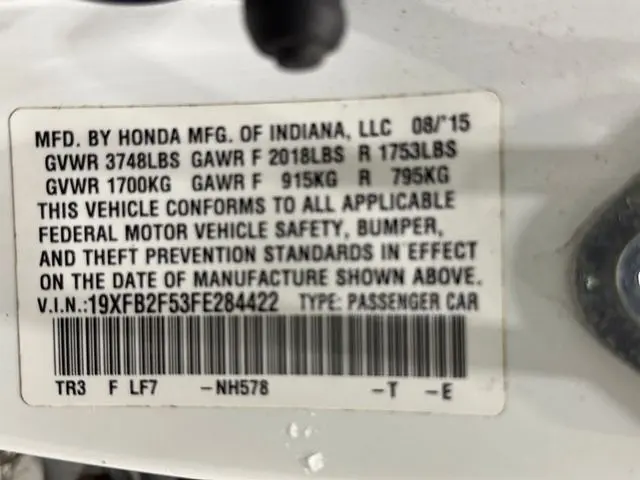 MFD. BY HONDA MFG. OF INDIANA, LLC 08/'15
GVWR 3748LBS GAWR F 2018LBS R 1753LBS
GVWR 1700KG GAWR F 915KG R 795KG
THIS VEHICLE CONFORMS TO ALL APPLICABLE
FEDERAL MOTOR VEHICLE SAFETY, BUMPER,
AND THEFT PREVENTION STANDARDS IN EFFECT
ON THE DATE OF MANUFACTURE SHOWN ABOVE.
V.I.N.:19XFB2F53FE284422 TYPE: PASSENGER CAR
TR3 F LF7 -NH578 -T -E